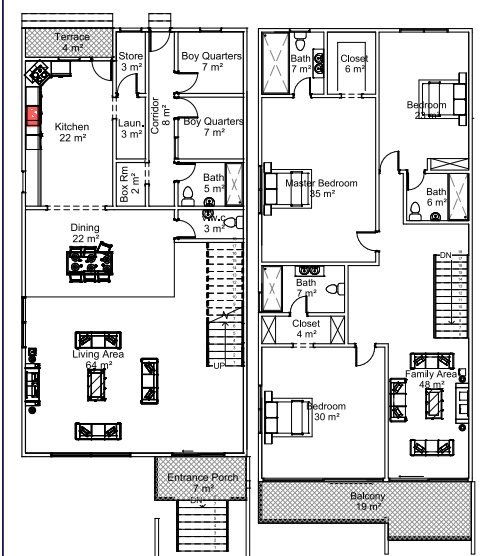 Terrace
4 m²
Store
3 m²
Boy Quarters
7 m²
Kitchen
22 m²
Laun.
3 m²
Corridor
8 m²
Boy Quarters
7 m²
Box Rm
2 m²
Bath
5 m²
3 m²
Dining
22 m²
Living Area
64 m²
UP
Entrance Porch
7 m²
DN
Bath
7 m²
Closet
6 m²
Bedroom
Master Bedroom
35 m²
Bath
6 m²
DN
Bath
7 m²
Closet
4 m²
Family Area
48 m²
Bedroom
30 m²
Balcony
19 m²